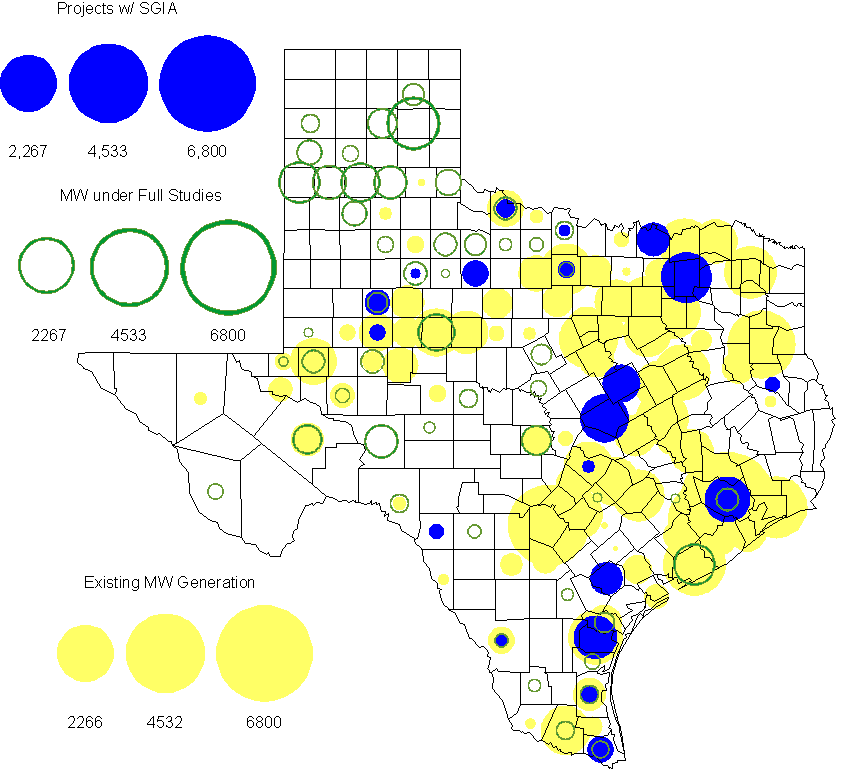 Projects w/ SGIA
2,267 4,533 6,800
MW under Full Studies
2267 4533 6800
Existing MW Generation
2266 4532 6800